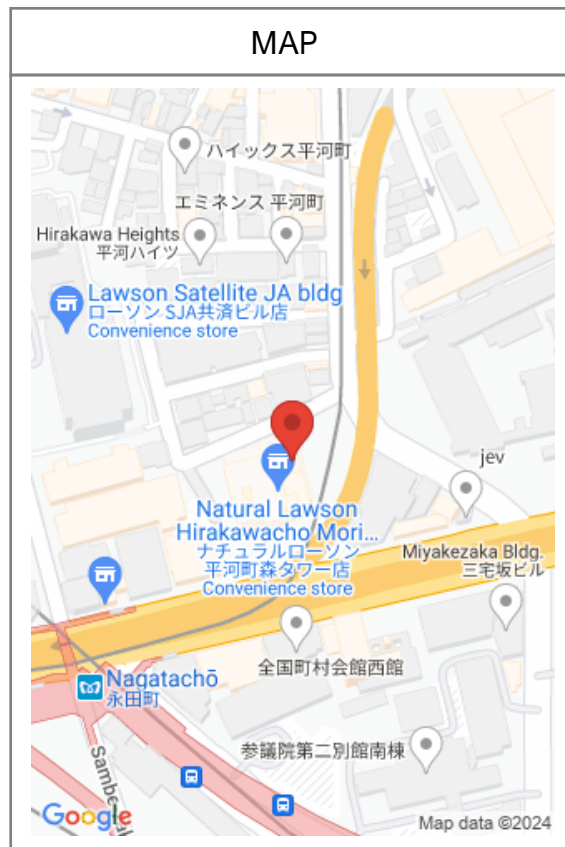 MAP
ハイックス平河町
エミネンス 平河町
Hirakawa Heights
平河ハイツ
Lawson Satellite JA bldg
ローソン SJA共済ビル店
Convenience store
jev
Natural Lawson
Hirakawacho Mori...
ナチュラルローソン
平河町森タワー店
Convenience store
Miyakezaka Bldg.
三宅坂ビル
全国町村会館西館
Nagatachō
永田町
参議院第二別館南棟
Google
Map data ©2024